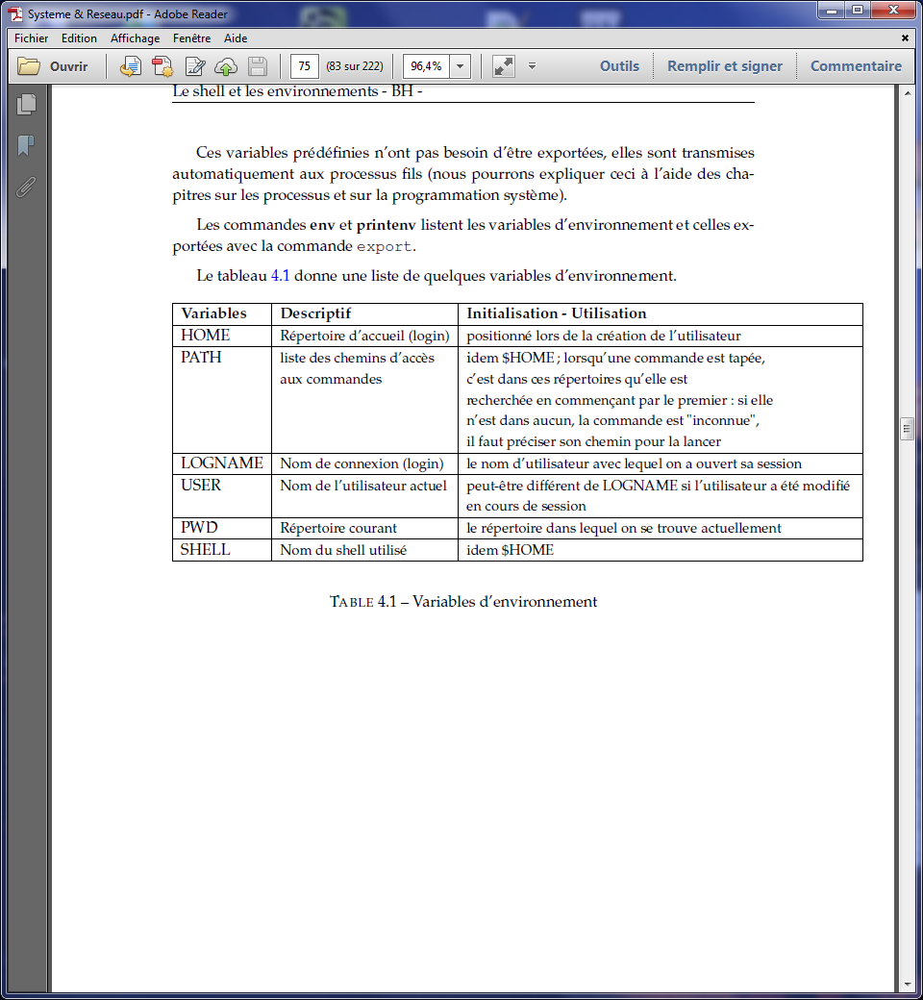 Systeme & Reseau.pdf - Adobe Reader
Fichier Edition Affichage Fenêtre Aide
Ouvrir 75 (83 sur 222) 96,4% Outils Remplir et signer Commentaire
Le shell et les environnements - BH -
Ces variables prédéfinies n'ont pas besoin d'être exportées, elles sont transmises
automatiquement aux processus fils (nous pourrons expliquer ceci à l'aide des cha-
pitres sur les processus et sur la programmation système).
Les commandes env et printenv listent les variables d'environnement et celles ex-
portées avec la commande export.
Le tableau 4.1 donne une liste de quelques variables d'environnement.
Variables Descriptif Initialisation - Utilisation
HOME Répertoire d'accueil (login) positionné lors de la création de l'utilisateur
PATH liste des chemins d'accès idem $HOME ; lorsqu'une commande est tapée,
aux commandes c'est dans ces répertoires qu'elle est
recherchée en commençant par le premier : si elle
n'est dans aucun, la commande est "inconnue",
il faut préciser son chemin pour la lancer
LOGNAME Nom de connexion (login) le nom d'utilisateur avec lequel on a ouvert sa session
USER Nom de l'utilisateur actuel peut-être différent de LOGNAME si l'utilisateur a été modifié
en cours de session
PWD Répertoire courant le répertoire dans lequel on se trouve actuellement
SHELL Nom du shell utilisé idem $HOME
TABLE 4.1 – Variables d'environnement